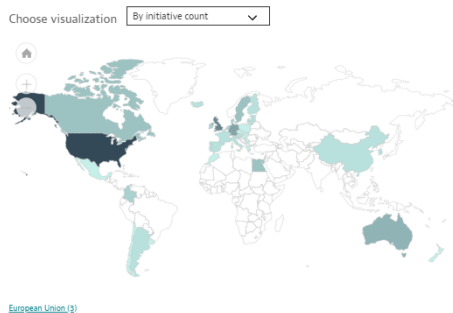 Choose visualization
By initiative count
European Union (3)